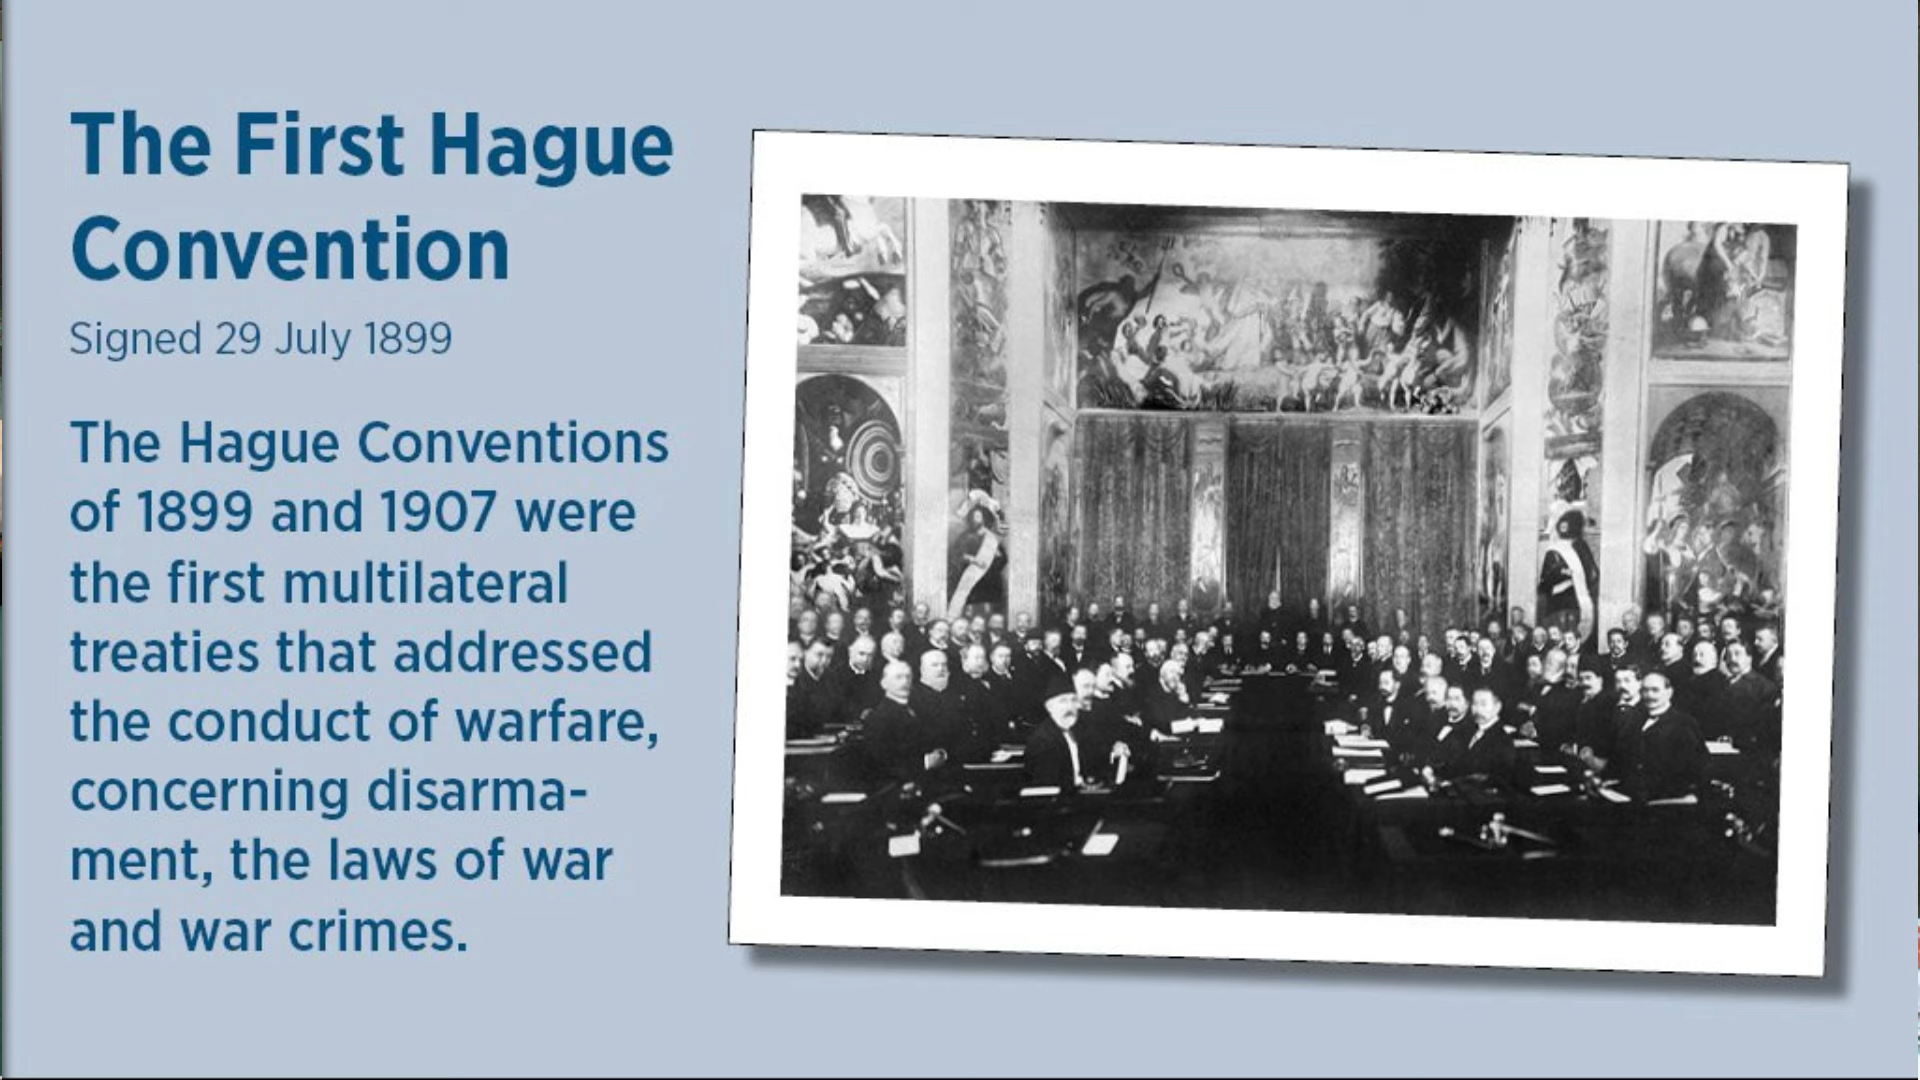 The First Hague
Convention
Signed 29 July 1899
The Hague Conventions
of 1899 and 1907 were
the first multilateral
treaties that addressed
the conduct of warfare,
concerning disarma-
ment, the laws of war
and war crimes.